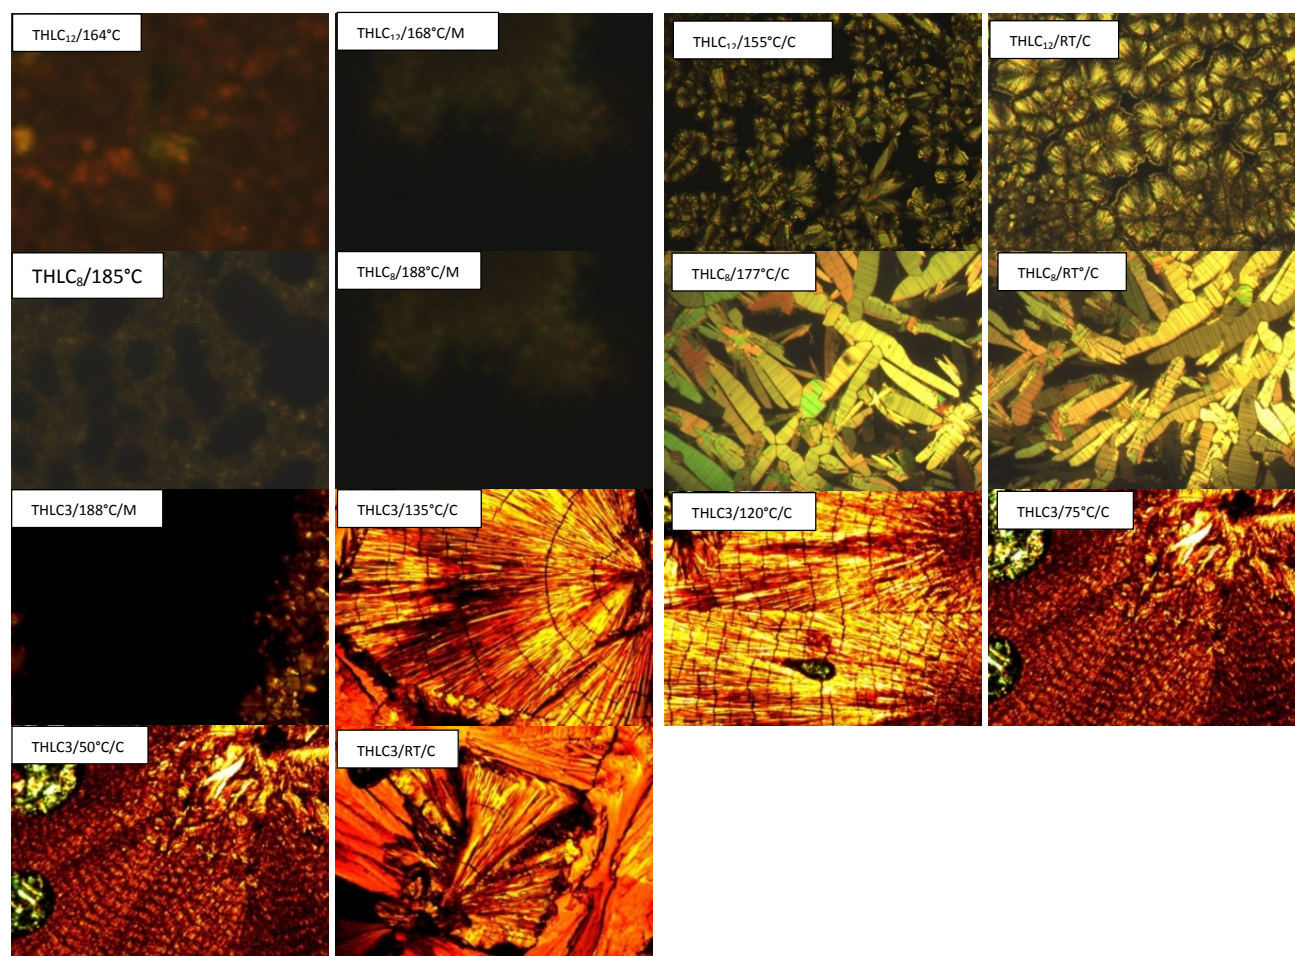 THLC₁₂/164°C
THLC₁₂/168°C/M
THLC₁₂/155°C/C
THLC₁₂/RT/C
THLC₈/185°C
THLC₈/188°C/M
THLC₈/177°C/C
THLC₈/RT°/C
THLC3/188°C/M
THLC3/135°C/C
THLC3/120°C/C
THLC3/75°C/C
THLC3/50°C/C
THLC3/RT/C